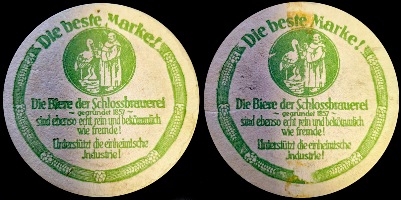 Die beste Marke!
Die Biere der Schlossbrauerei
~ gegründet 1857 ~
sind ebenso echt, rein und bekömmlich
wie fremde!
Unterstützt die einheimische
Industrie!
Die beste Marke!
Die Biere der Schlossbrauerei
~ gegründet 1857 ~
sind ebenso echt, rein und bekömmlich
wie fremde!
Unterstützt die einheimische
Industrie!